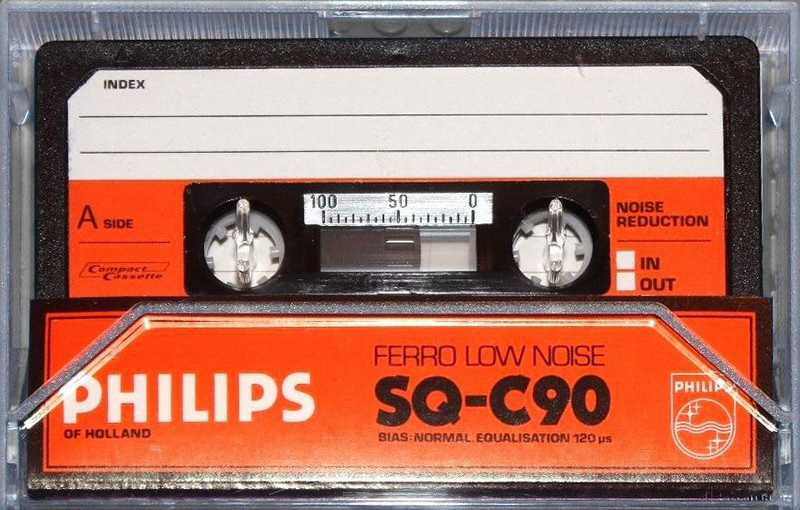 INDEX
100 50 0
A SIDE
NOISE
REDUCTION
Compact
Cassette
IN
OUT
PHILIPS
OF HOLLAND
FERRO LOW NOISE
SQ-C90
BIAS: NORMAL. EQUALISATION 120 µs
PHILIPS